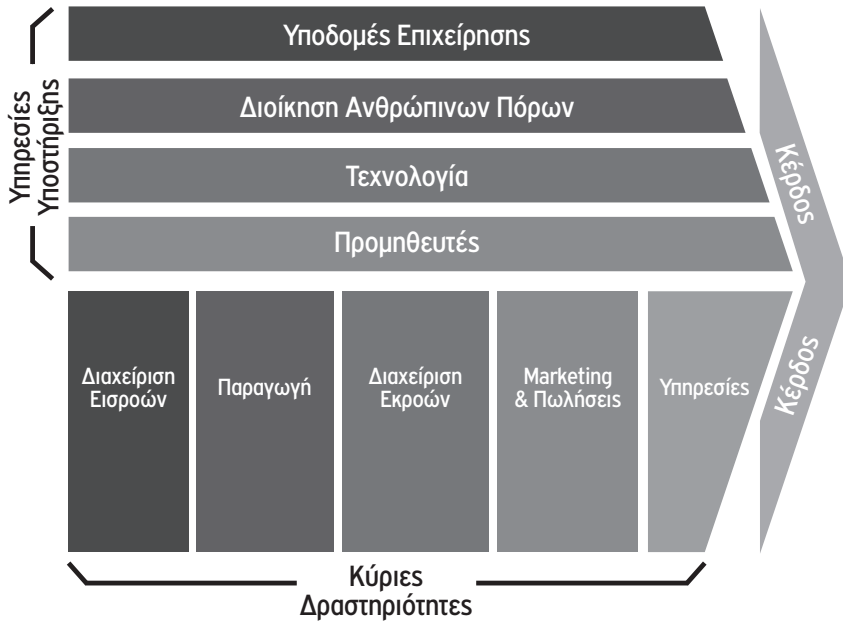 Υπηρεσίες
Υποστήριξης
Υποδομές Επιχείρησης
Διοίκηση Ανθρώπινων Πόρων
Τεχνολογία
Προμηθευτές
Κέρδος
Κέρδος
Διαχείριση
Εισροών
Παραγωγή
Διαχείριση
Εκροών
Marketing
& Πωλήσεις
Υπηρεσίες
Κύριες
Δραστηριότητες